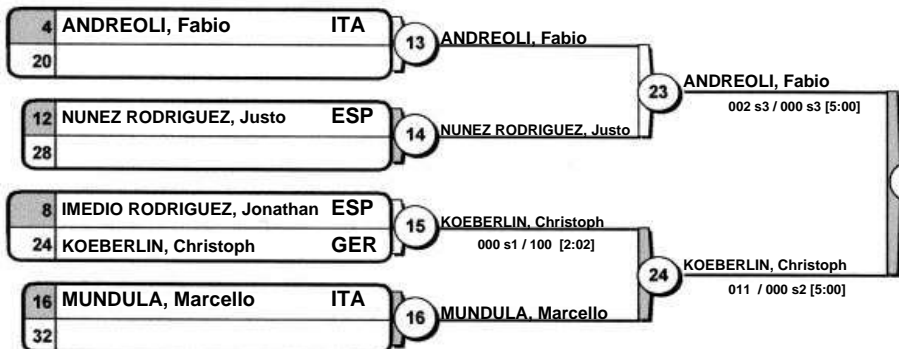 4 ANDREOLI, Fabio ITA
20
13 ANDREOLI, Fabio
12 NUNEZ RODRIGUEZ, Justo ESP
28
14 NUNEZ RODRIGUEZ, Justo
23 ANDREOLI, Fabio
002 s3 / 000 s3 [5:00]
8 IMEDIO RODRIGUEZ, Jonathan ESP
24 KOEBERLIN, Christoph GER
15 KOEBERLIN, Christoph
000 s1 / 100 [2:02]
16 MUNDULA, Marcello ITA
32
16 MUNDULA, Marcello
24 KOEBERLIN, Christoph
011 / 000 s2 [5:00]